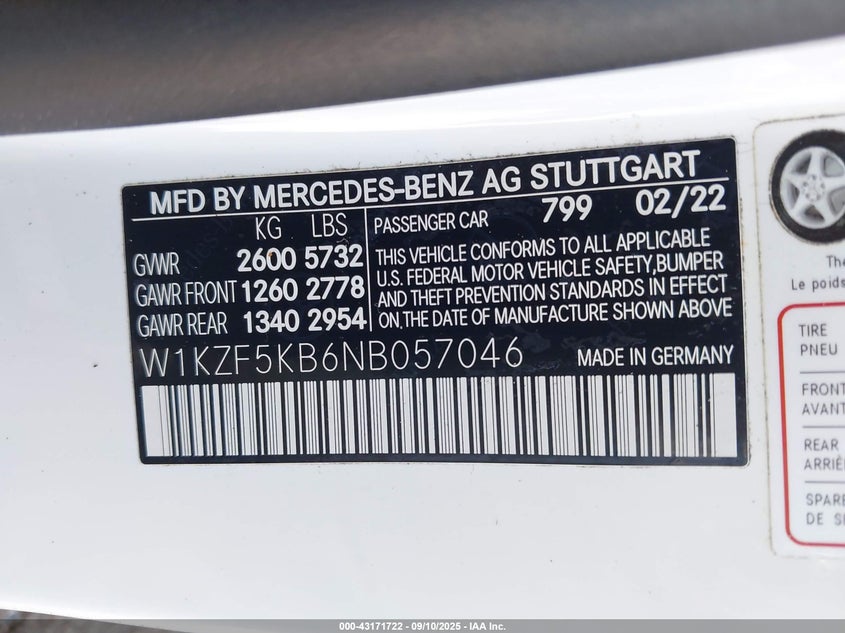 MFD BY MERCEDES-BENZ AG STUTTGART
KG LBS
GVWR 2600 5732
GAWR FRONT 1260 2778
GAWR REAR 1340 2954
PASSENGER CAR 799 02/22
THIS VEHICLE CONFORMS TO ALL APPLICABLE
U.S. FEDERAL MOTOR VEHICLE SAFETY, BUMPER
AND THEFT PREVENTION STANDARDS IN EFFECT
ON THE DATE OF MANUFACTURE SHOWN ABOVE
W1KZF5KB6NB057046 MADE IN GERMANY
The
Le poids
TIRE
PNEU
FRONT
AVANT
REAR
ARRIÈ
SPARE
DE
000-43171722 - 09/10/2025 - IAA Inc.